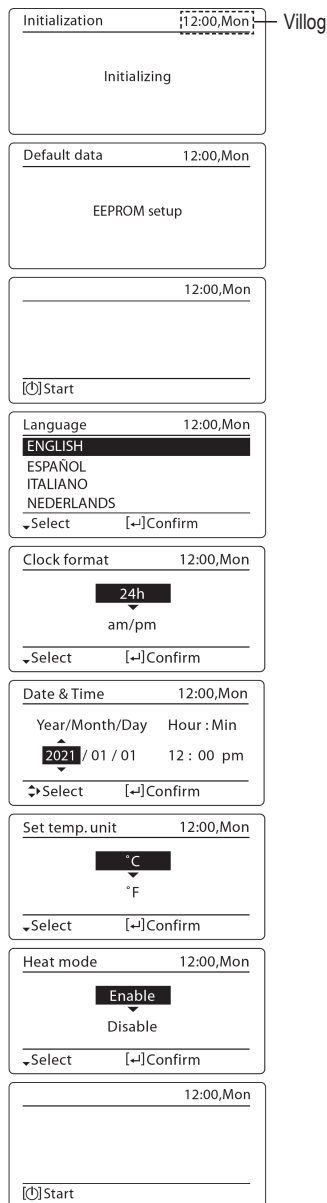 Initialization 12:00,Mon Villog
Initializing
Default data 12:00,Mon
EEPROM setup
12:00,Mon
[⏻]Start
Language 12:00,Mon
ENGLISH
ESPAÑOL
ITALIANO
NEDERLANDS
Select [↵]Confirm
Clock format 12:00,Mon
24h
am/pm
Select [↵]Confirm
Date & Time 12:00,Mon
Year/Month/Day Hour : Min
2021 / 01 / 01 12 : 00 pm
Select [↵]Confirm
Set temp. unit 12:00,Mon
°C
°F
Select [↵]Confirm
Heat mode 12:00,Mon
Enable
Disable
Select [↵]Confirm
12:00,Mon
[⏻]Start